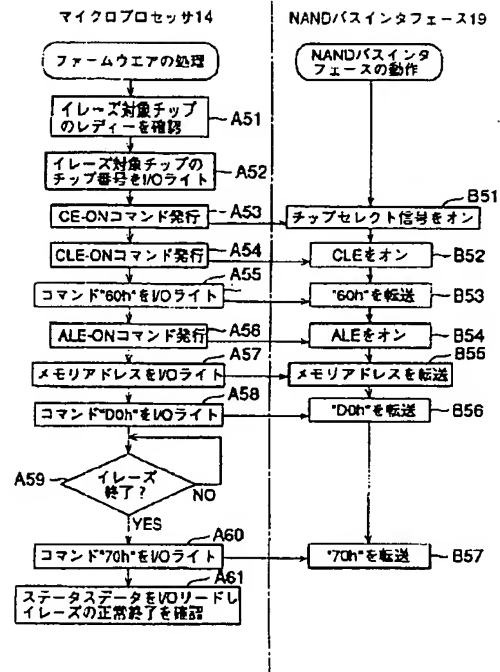 マイクロプロセッサ14
NANDバスインタフェース19
ファームウエアの処理
NANDバスインタ
フェースの動作
イレーズ対象チップ
のレディーを確認
A51
イレーズ対象チップの
チップ番号をI/Oライト
A52
CE-ONコマンド発行
A53
チップセレクト信号をオン
B51
CLE-ONコマンド発行
A54
CLEをオン
B52
コマンド"60h"をI/Oライト
A55
"60h"を転送
B53
ALE-ONコマンド発行
A56
ALEをオン
B54
メモリアドレスをI/Oライト
A57
メモリアドレスを転送
B55
コマンド"D0h"をI/Oライト
A58
"D0h"を転送
B56
A59
イレーズ
終了?
NO
YES
コマンド"70h"をI/Oライト
A60
"70h"を転送
B57
ステータスデータをI/Oリードし
イレーズの正常終了を確認
A61